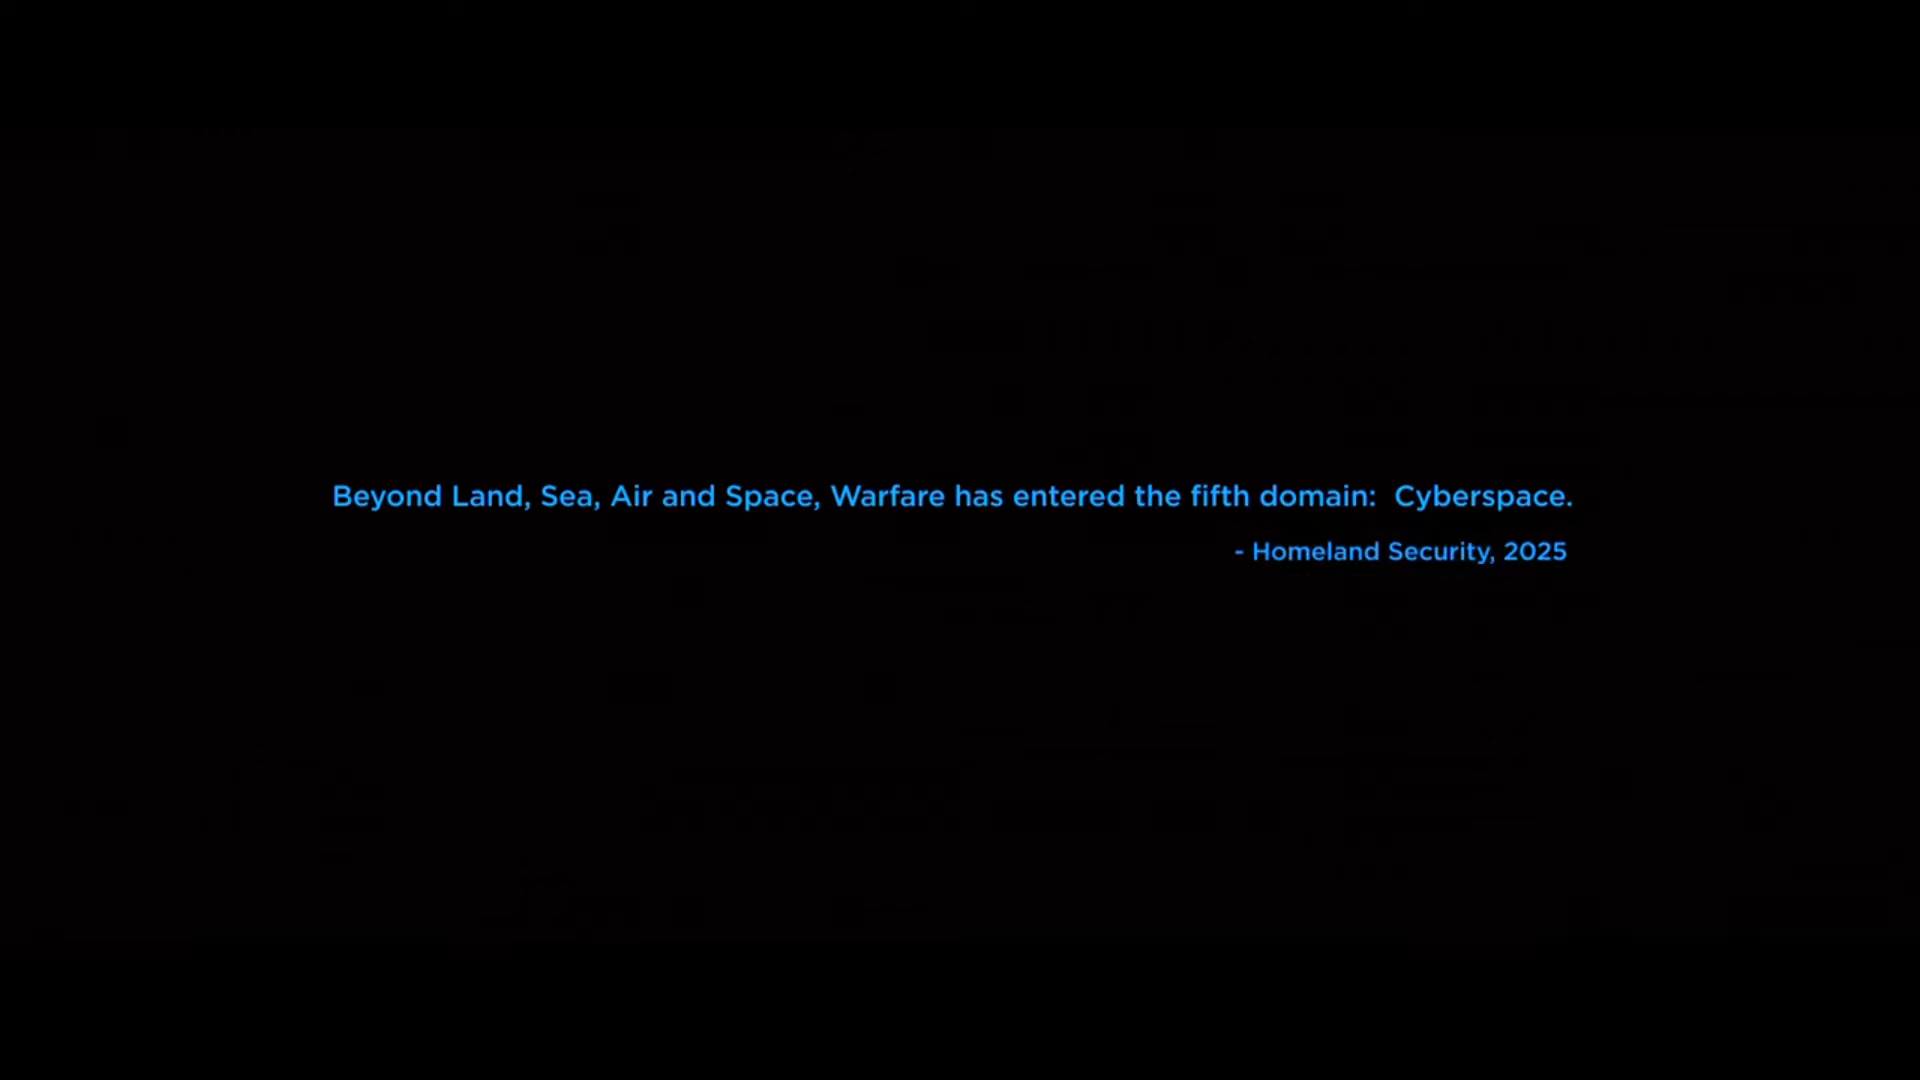 Beyond Land, Sea, Air and Space, Warfare has entered the fifth domain:  Cyberspace.
- Homeland Security, 2025